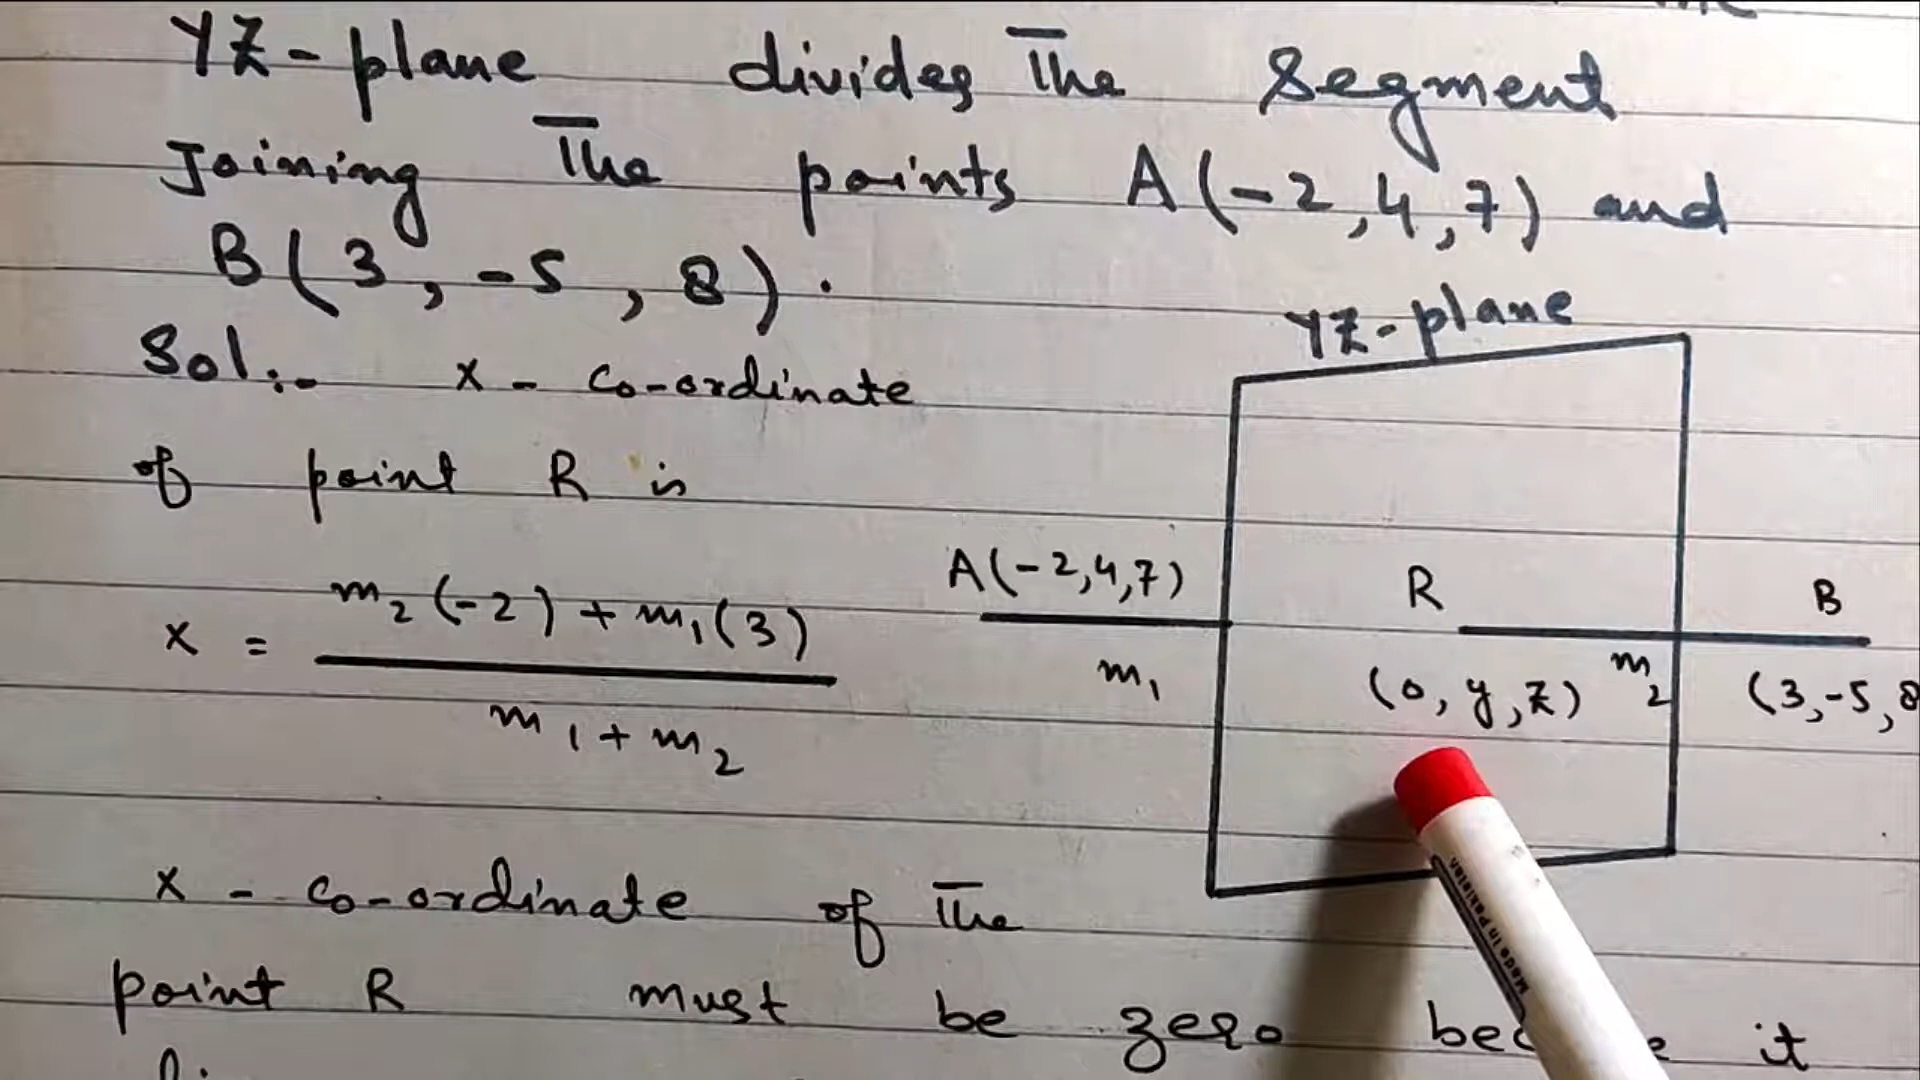 YZ-plane divides The Segment
Joining The points A(-2,4,7) and
B(3,-5,8).
YZ-plane
Sol:- x - co-ordinate
of point R is
A(-2,4,7) R B
x = m2(-2) + m1(3)
m1 + m2
m1 (0,y,z) m2 (3,-5,8
x - co-ordinate of The
point R must be zero it
Made in Pakistan